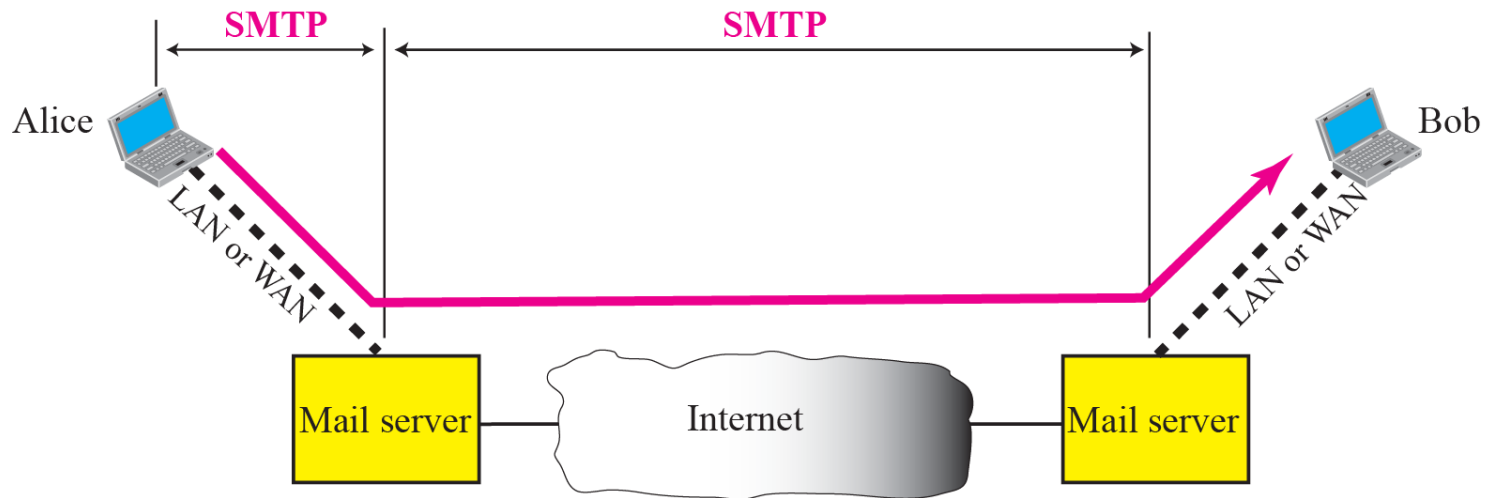 SMTP
SMTP
Alice
Bob
LAN or WAN
LAN or WAN
Mail server
Internet
Mail server